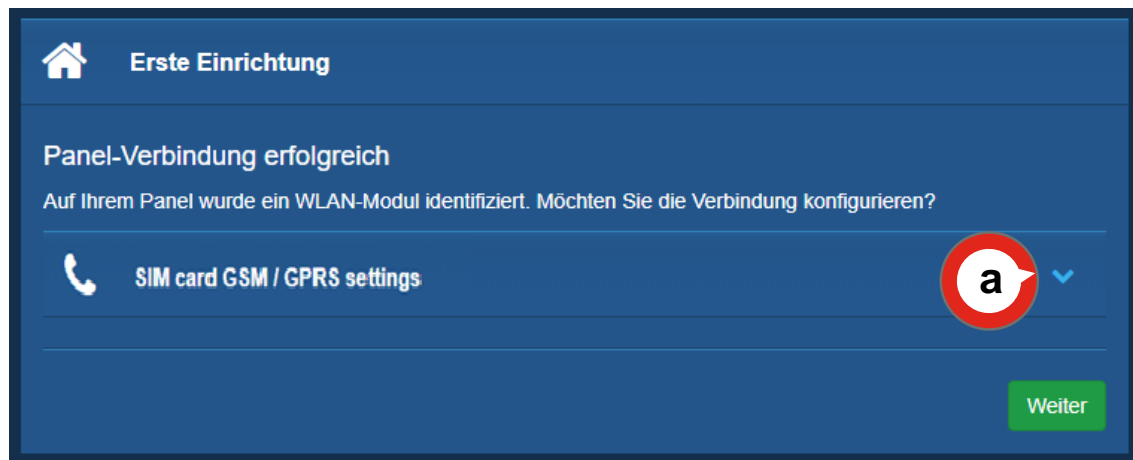 Erste Einrichtung
Panel-Verbindung erfolgreich
Auf Ihrem Panel wurde ein WLAN-Modul identifiziert. Möchten Sie die Verbindung konfigurieren?
SIM card GSM / GPRS settings
a
Weiter